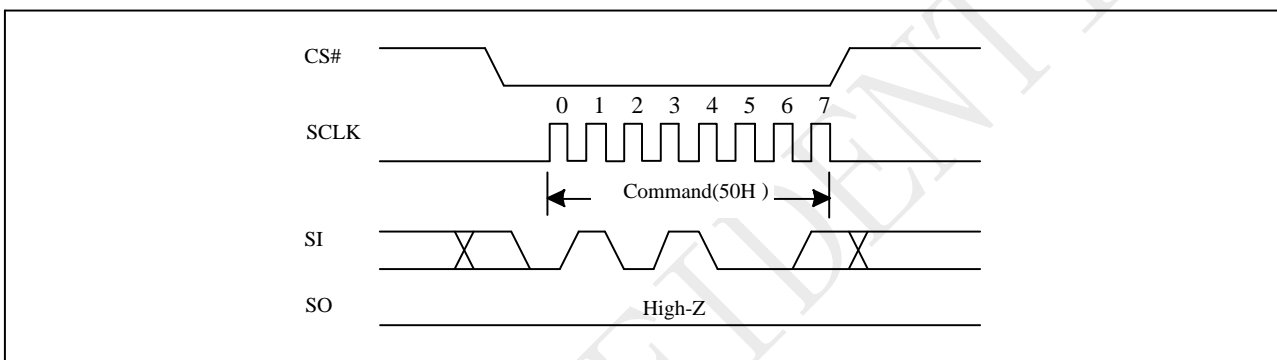 CS#
0 1 2 3 4 5 6 7
SCLK
Command(50H )
SI
SO
High-Z